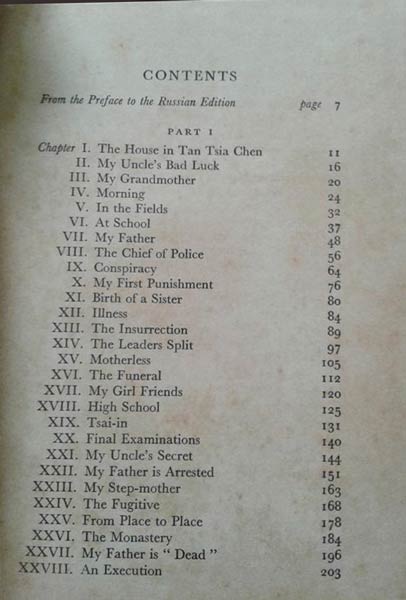 CONTENTS
From the Preface to the Russian Edition page 7
PART I
Chapter I. The House in Tan Tsia Chen 11
II. My Uncle's Bad Luck 16
III. My Grandmother 20
IV. Morning 24
V. In the Fields 32
VI. At School 37
VII. My Father 48
VIII. The Chief of Police 56
IX. Conspiracy 64
X. My First Punishment 76
XI. Birth of a Sister 80
XII. Illness 84
XIII. The Insurrection 89
XIV. The Leaders Split 97
XV. Motherless 105
XVI. The Funeral 112
XVII. My Girl Friends 120
XVIII. High School 125
XIX. Tsai-in 131
XX. Final Examinations 140
XXI. My Uncle's Secret 144
XXII. My Father is Arrested 151
XXIII. My Step-mother 163
XXIV. The Fugitive 168
XXV. From Place to Place 178
XXVI. The Monastery 184
XXVII. My Father is “ Dead ” 196
XXVIII. An Execution 203